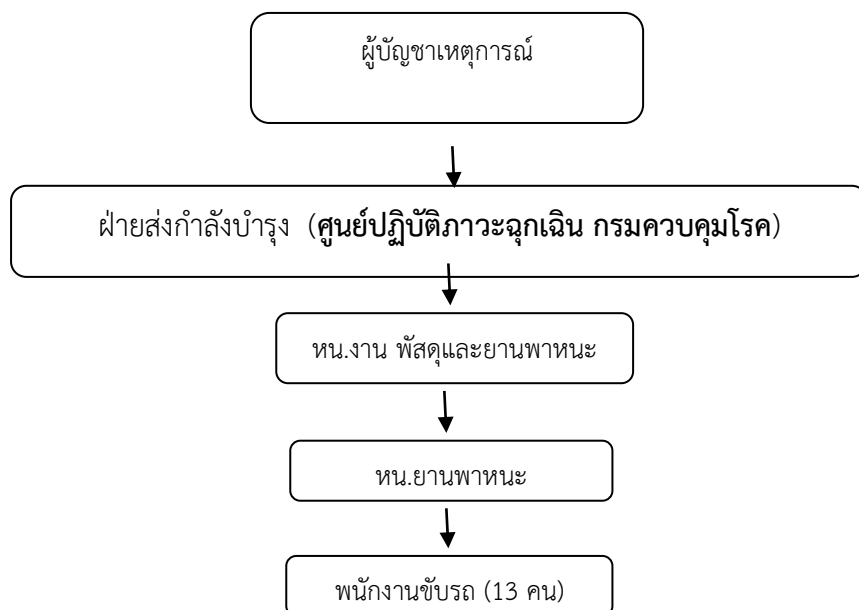 ผู้บัญชาเหตุการณ์
ฝ่ายส่งกำลังบำรุง (ศูนย์ปฏิบัติภาวะฉุกเฉิน กรมควบคุมโรค)
หน.งาน พัสดุและยานพาหนะ
หน.ยานพาหนะ
พนักงานขับรถ (13 คน)